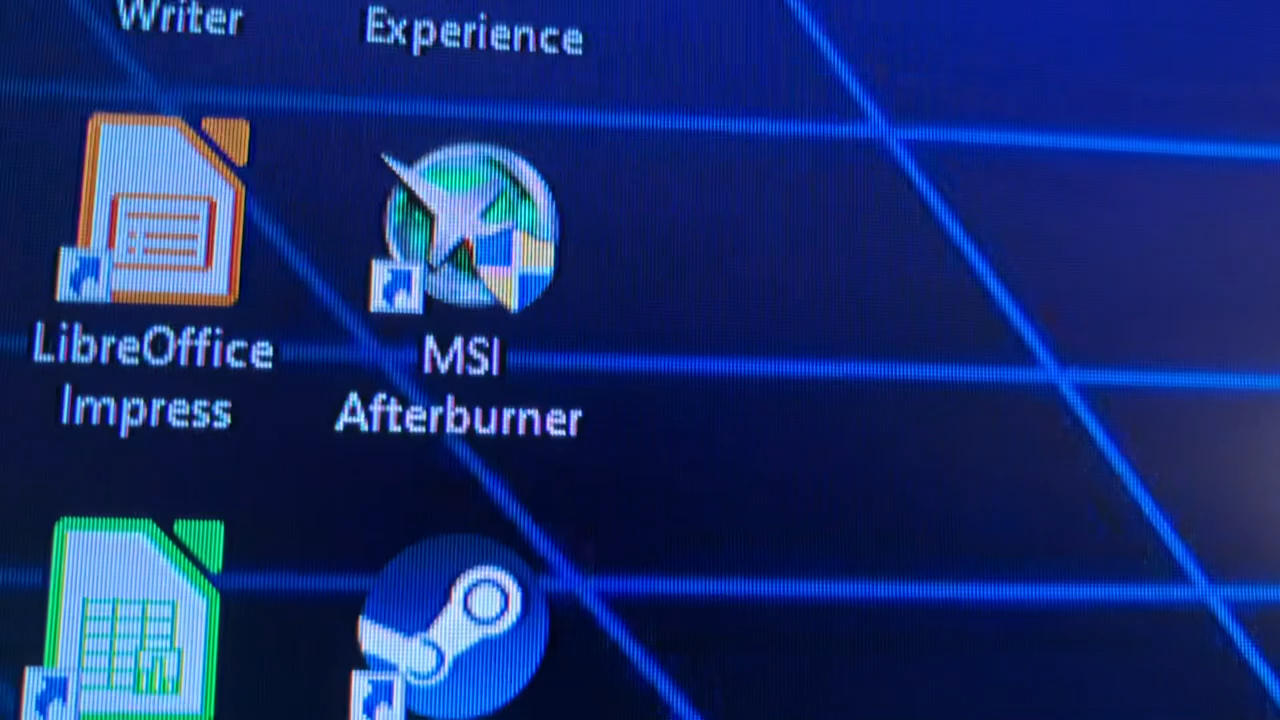 Writer
Experience
LibreOffice
Impress
MSI
Afterburner